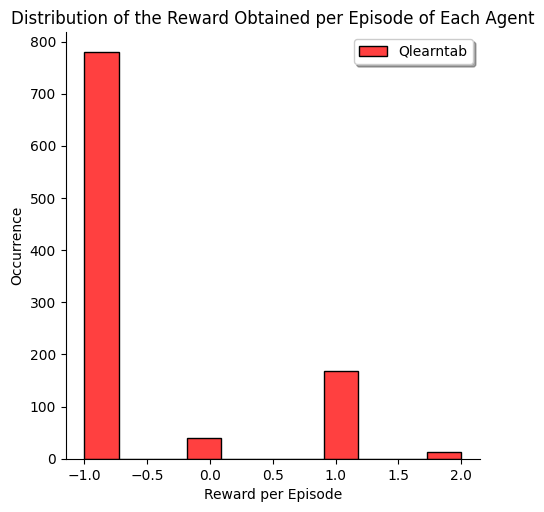 Distribution of the Reward Obtained per Episode of Each Agent
Qlearntab
800
700
600
500
400
300
200
100
0
Occurrence
−1.0 −0.5 0.0 0.5 1.0 1.5 2.0
Reward per Episode